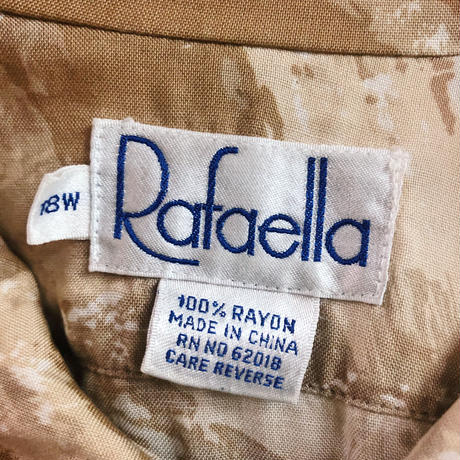 18W
Rafaella
100% RAYON
MADE IN CHINA
RN NO 62018
CARE REVERSE